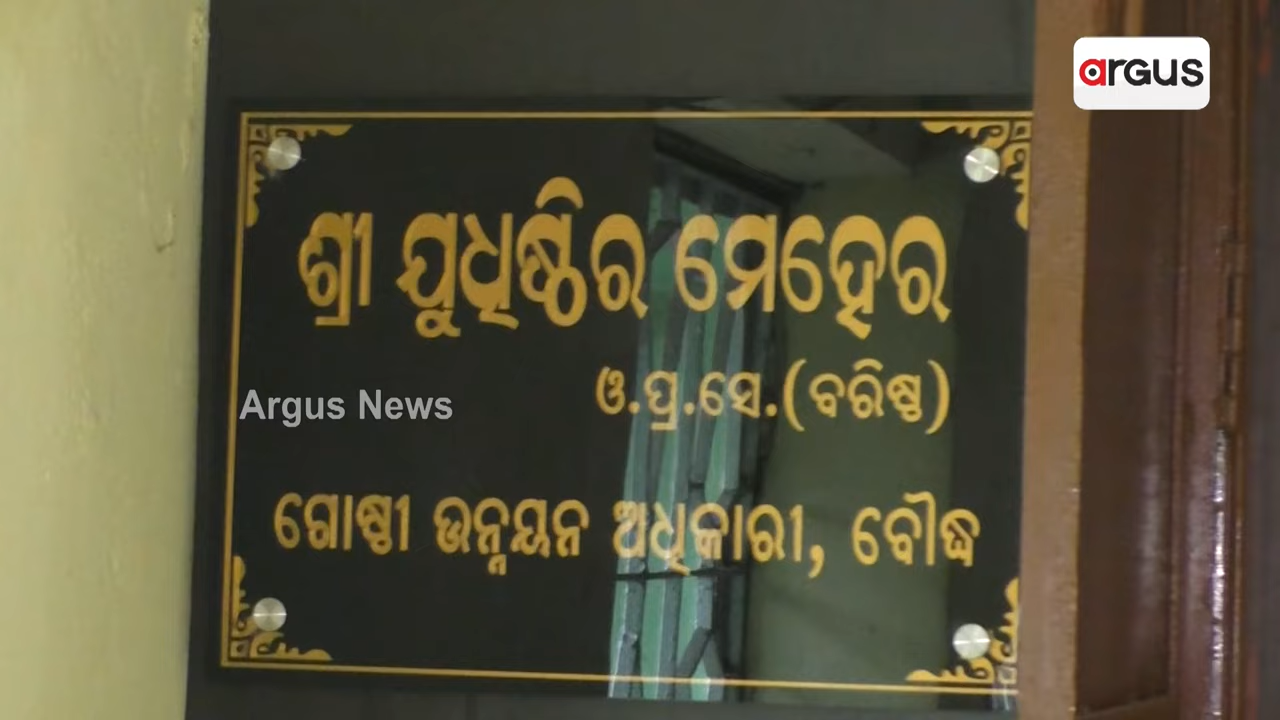 argus
ଶ୍ରୀ ଯୁଧିଷ୍ଠିର ମେହେର
ଓ.ପ୍ର.ସେ.(ବରିଷ୍ଠ)
Argus News
ଗୋଷ୍ଠୀ ଉନ୍ନୟନ ଅଧିକାରୀ, ବୌଦ୍ଧ